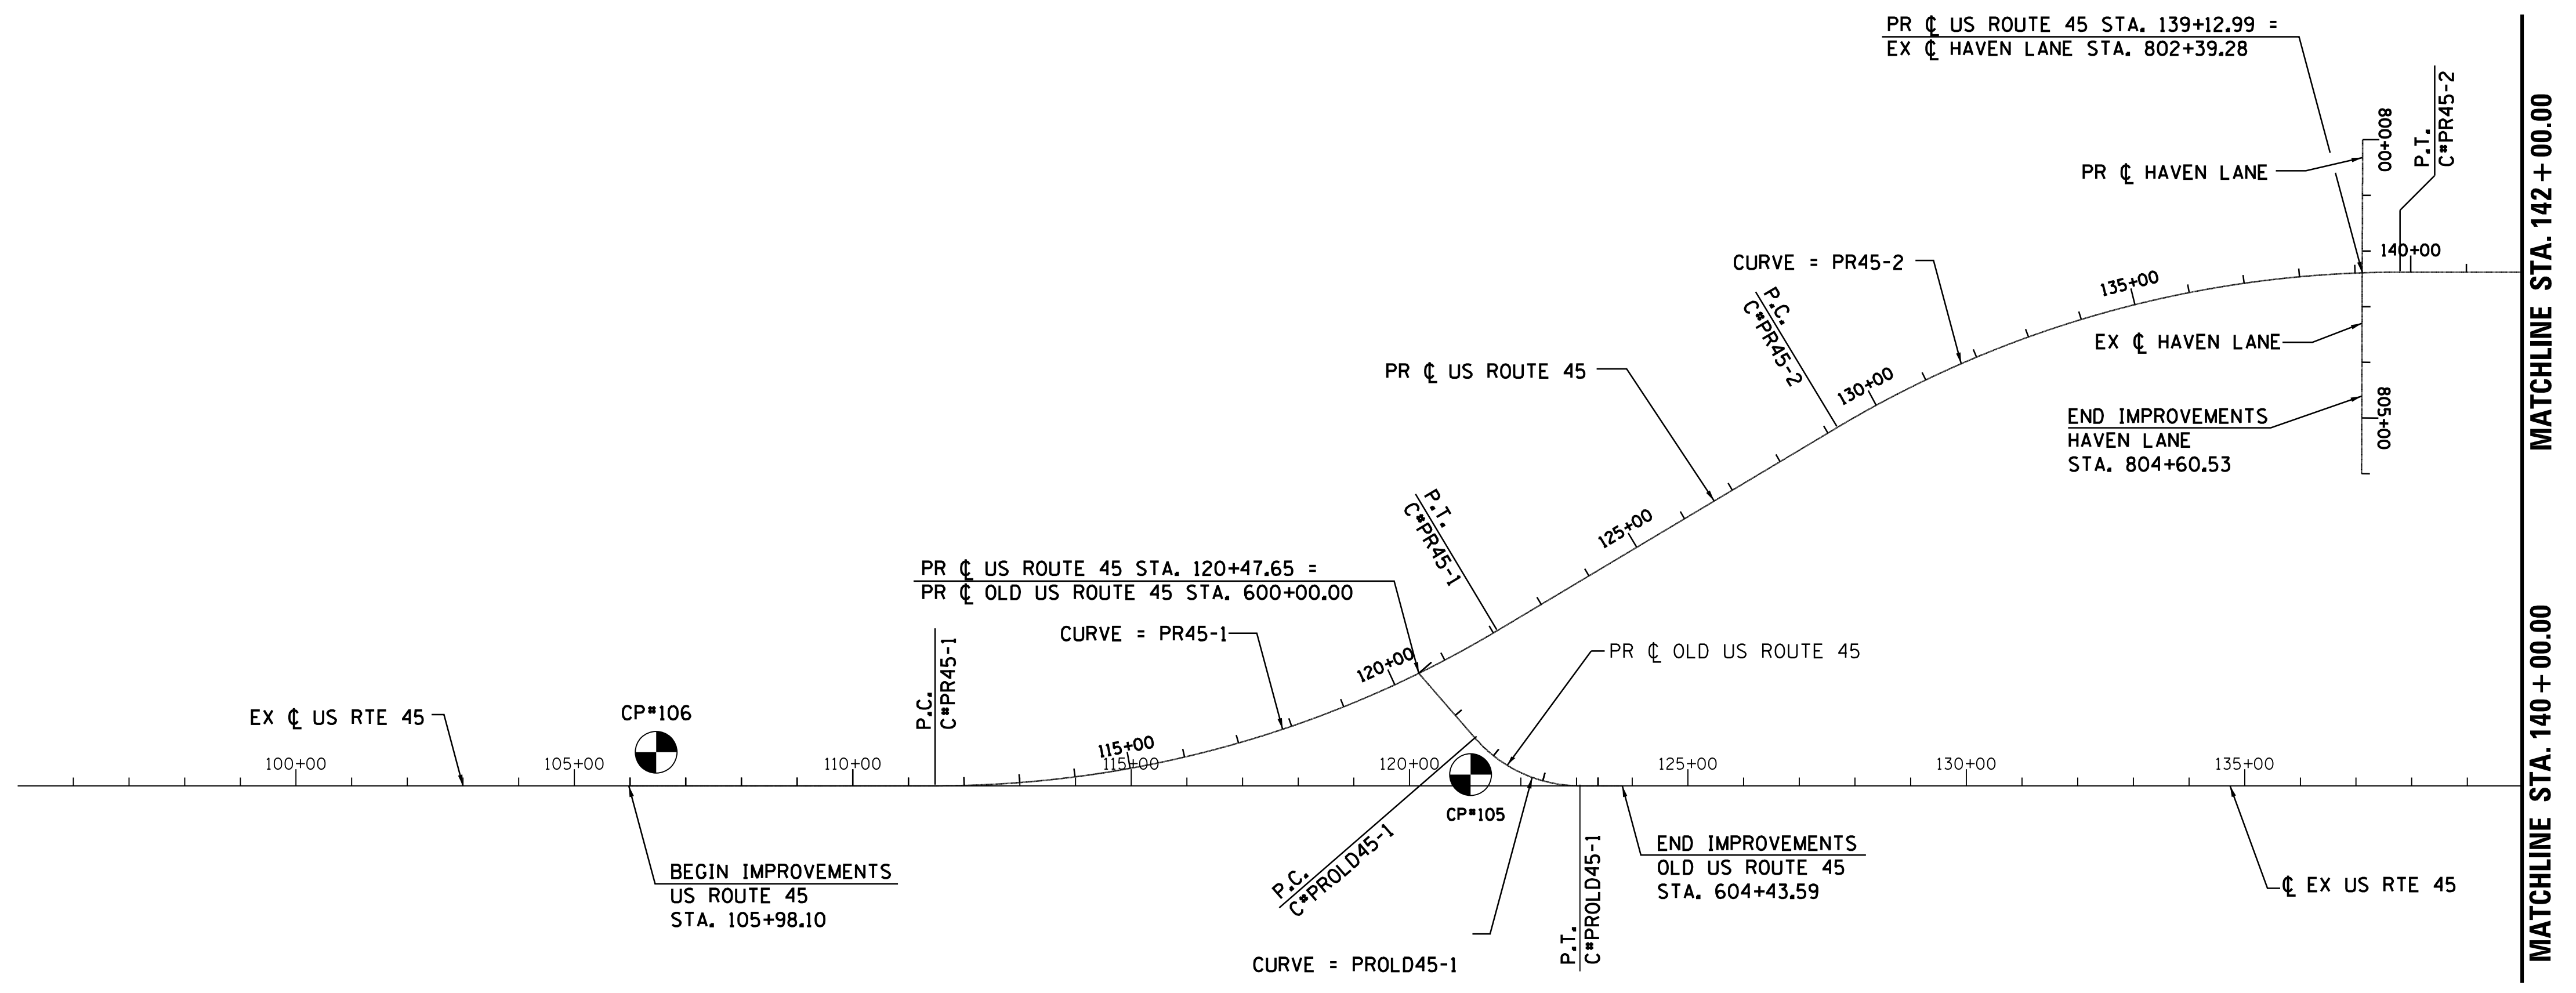 PR ℄ US ROUTE 45 STA. 139+12.99 =
EX ℄ HAVEN LANE STA. 802+39.28
P.T.
C#PR45-2
800+00
PR ℄ HAVEN LANE
140+00
CURVE = PR45-2
135+00
P.C.
C#PR45-2
EX ℄ HAVEN LANE
PR ℄ US ROUTE 45
130+00
805+00
END IMPROVEMENTS
HAVEN LANE
STA. 804+60.53
MATCHLINE STA. 142+00.00
P.T.
C#PR45-1
125+00
PR ℄ US ROUTE 45 STA. 120+47.65 =
PR ℄ OLD US ROUTE 45 STA. 600+00.00
CURVE = PR45-1
P.C.
C#PR45-1
120+00
PR ℄ OLD US ROUTE 45
EX ℄ US RTE 45
CP#106
115+00
100+00
105+00
110+00
115+00
120+00
125+00
130+00
135+00
CP#105
P.C.
C#PROLD45-1
P.T.
C#PROLD45-1
BEGIN IMPROVEMENTS
US ROUTE 45
STA. 105+98.10
END IMPROVEMENTS
OLD US ROUTE 45
STA. 604+43.59
℄ EX US RTE 45
CURVE = PROLD45-1
MATCHLINE STA. 140+00.00